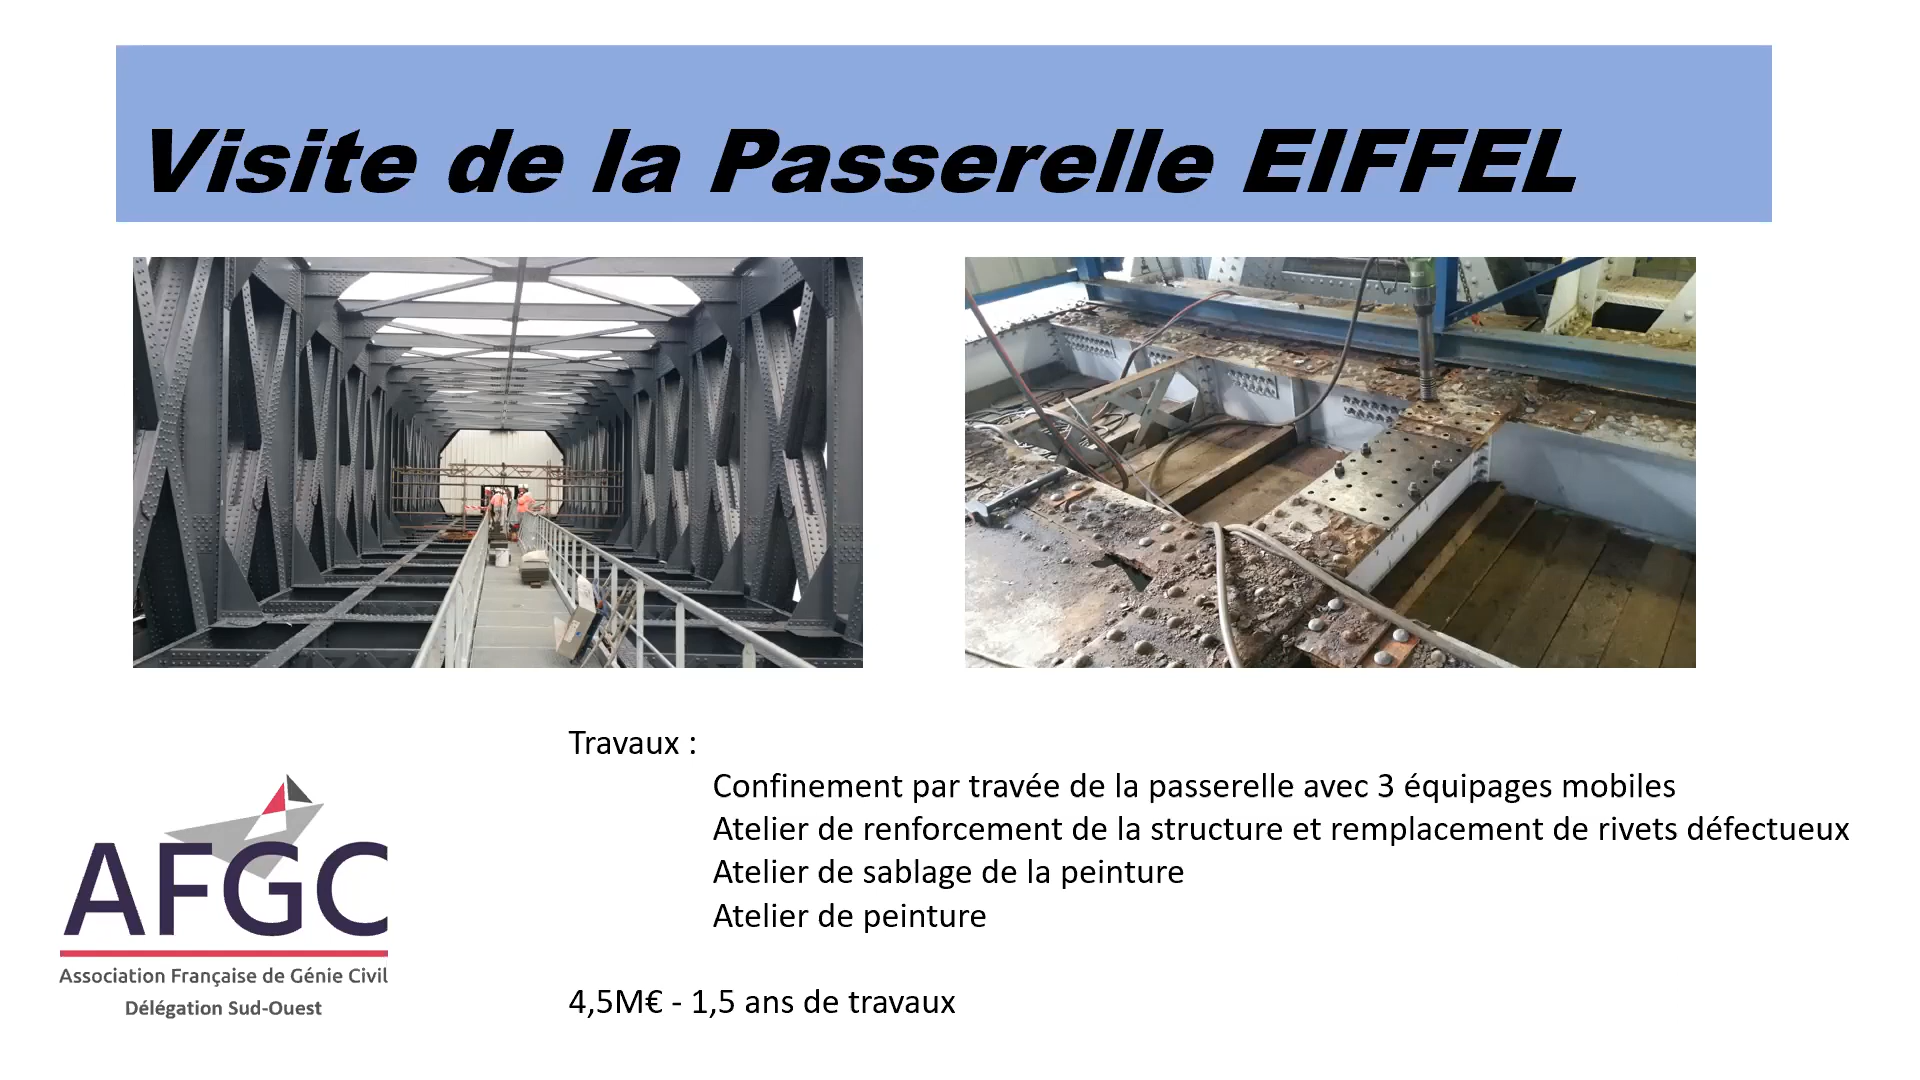 Visite de la Passerelle EIFFEL
Travaux :
Confinement par travée de la passerelle avec 3 équipages mobiles
Atelier de renforcement de la structure et remplacement de rivets défectueux
Atelier de sablage de la peinture
Atelier de peinture
4,5M€ - 1,5 ans de travaux
AFGC
Association Française de Génie Civil
Délégation Sud-Ouest